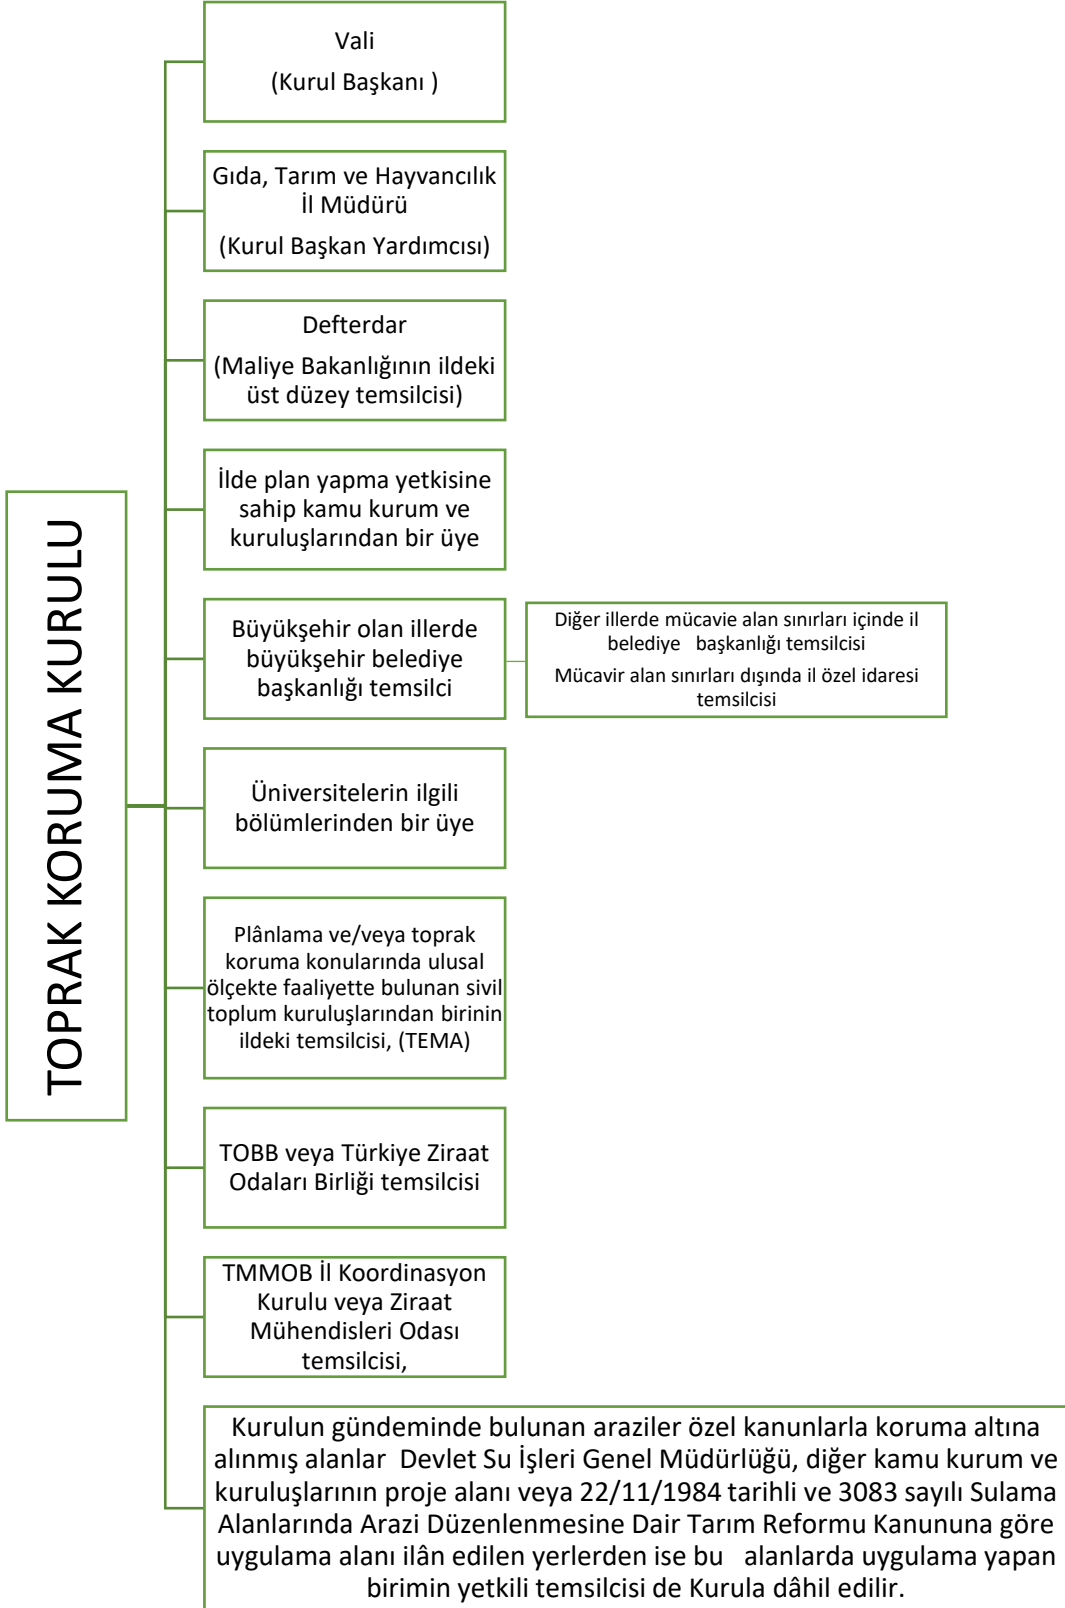 TOPRAK KORUMA KURULU
Vali
(Kurul Başkanı )
Gıda, Tarım ve Hayvancılık
İl Müdürü
(Kurul Başkan Yardımcısı)
Defterdar
(Maliye Bakanlığının ildeki
üst düzey temsilcisi)
İlde plan yapma yetkisine
sahip kamu kurum ve
kuruluşlarından bir üye
Büyükşehir olan illerde
büyükşehir belediye
başkanlığı temsilci
Diğer illerde mücavie alan sınırları içinde il
belediye başkanlığı temsilcisi
Mücavir alan sınırları dışında il özel idaresi
temsilcisi
Üniversitelerin ilgili
bölümlerinden bir üye
Plânlama ve/veya toprak
koruma konularında ulusal
ölçekte faaliyette bulunan sivil
toplum kuruluşlarından birinin
ildeki temsilcisi, (TEMA)
TOBB veya Türkiye Ziraat
Odaları Birliği temsilcisi
TMMOB İl Koordinasyon
Kurulu veya Ziraat
Mühendisleri Odası
temsilcisi,
Kurulun gündeminde bulunan araziler özel kanunlarla koruma altına
alınmış alanlar Devlet Su İşleri Genel Müdürlüğü, diğer kamu kurum ve
kuruluşlarının proje alanı veya 22/11/1984 tarihli ve 3083 sayılı Sulama
Alanlarında Arazi Düzenlenmesine Dair Tarım Reformu Kanununa göre
uygulama alanı ilân edilen yerlerden ise bu alanlarda uygulama yapan
birimin yetkili temsilcisi de Kurula dâhil edilir.